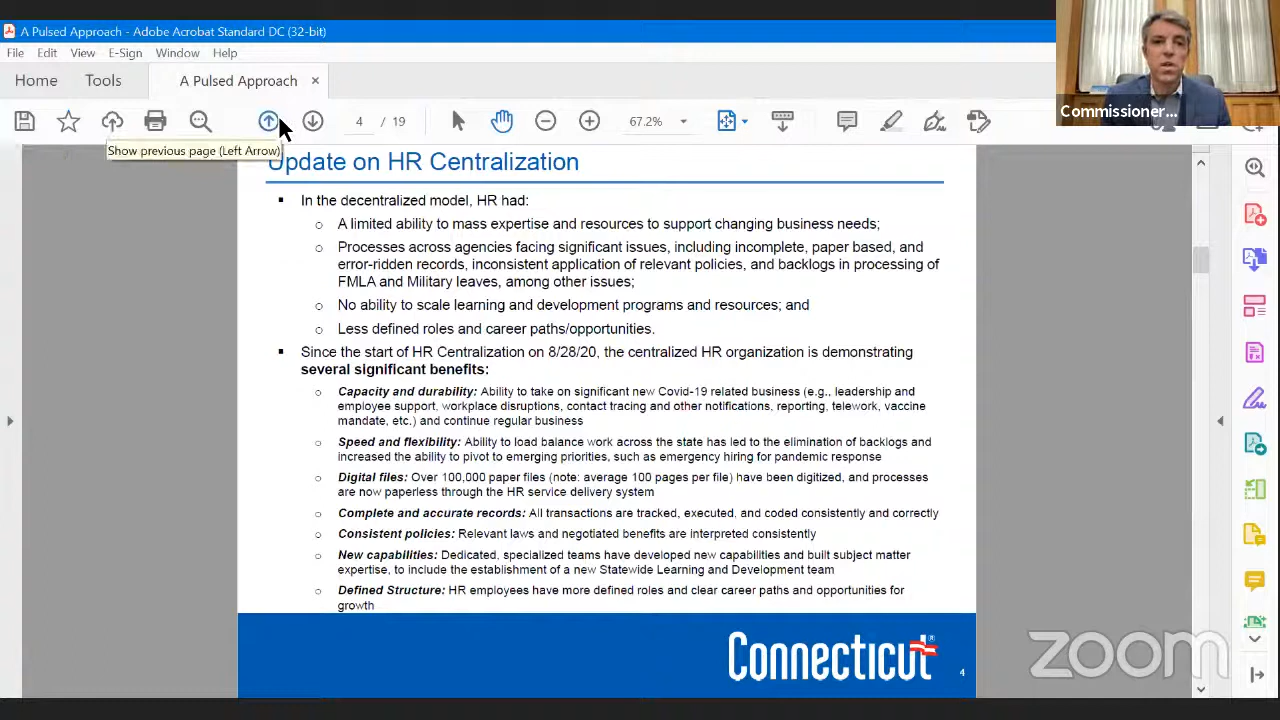 A Pulsed Approach - Adobe Acrobat Standard DC (32-bit)
File Edit View E-Sign Window Help
Home Tools A Pulsed Approach ×
4 / 19 67.2%
Commissioner...
Show previous page (Left Arrow)
Update on HR Centralization
In the decentralized model, HR had:
A limited ability to mass expertise and resources to support changing business needs;
Processes across agencies facing significant issues, including incomplete, paper based, and
error-ridden records, inconsistent application of relevant policies, and backlogs in processing of
FMLA and Military leaves, among other issues;
No ability to scale learning and development programs and resources; and
Less defined roles and career paths/opportunities.
Since the start of HR Centralization on 8/28/20, the centralized HR organization is demonstrating
several significant benefits:
Capacity and durability: Ability to take on significant new Covid-19 related business (e.g., leadership and
employee support, workplace disruptions, contact tracing and other notifications, reporting, telework, vaccine
mandate, etc.) and continue regular business
Speed and flexibility: Ability to load balance work across the state has led to the elimination of backlogs and
increased the ability to pivot to emerging priorities, such as emergency hiring for pandemic response
Digital files: Over 100,000 paper files (note: average 100 pages per file) have been digitized, and processes
are now paperless through the HR service delivery system
Complete and accurate records: All transactions are tracked, executed, and coded consistently and correctly
Consistent policies: Relevant laws and negotiated benefits are interpreted consistently
New capabilities: Dedicated, specialized teams have developed new capabilities and built subject matter
expertise, to include the establishment of a new Statewide Learning and Development team
Defined Structure: HR employees have more defined roles and clear career paths and opportunities for
growth
Connecticut®
4
zoom